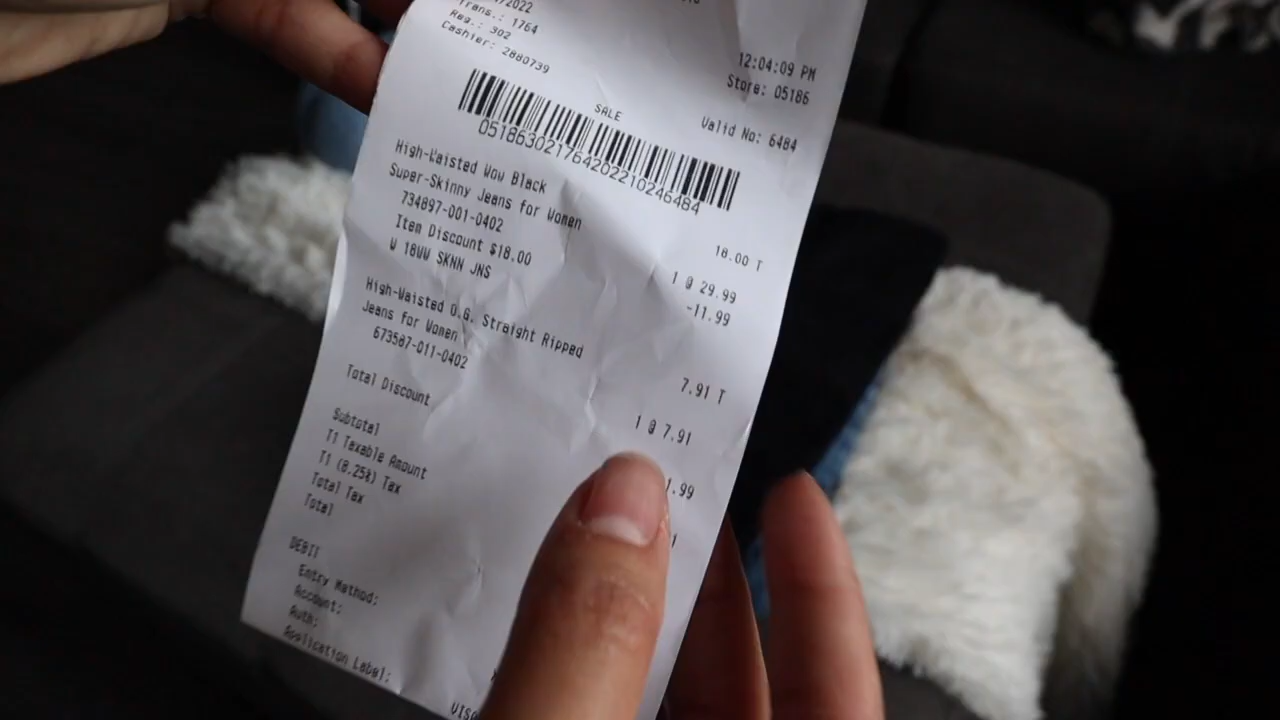 /2022
Trans.: 1764
Reg.: 302
Cashier: 2880739
12:04:09 PM
Store: 05186
SALE
Valid No: 6484
051863021764202210246484
High-Waisted Wow Black
Super-Skinny Jeans for Women
734897-001-0402
18.00 T
Item Discount $18.00
1 @ 29.99
W 18WW SKNN JNS
-11.99
High-Waisted O.G. Straight Ripped
Jeans for Women
673587-011-0402
7.91 T
1 @ 7.91
Total Discount
1.99
Subtotal
T1 Taxable Amount
T1 (8.25%) Tax
Total Tax
Total
DEBIT
Entry Method:
Account:
Auth:
Application Label: